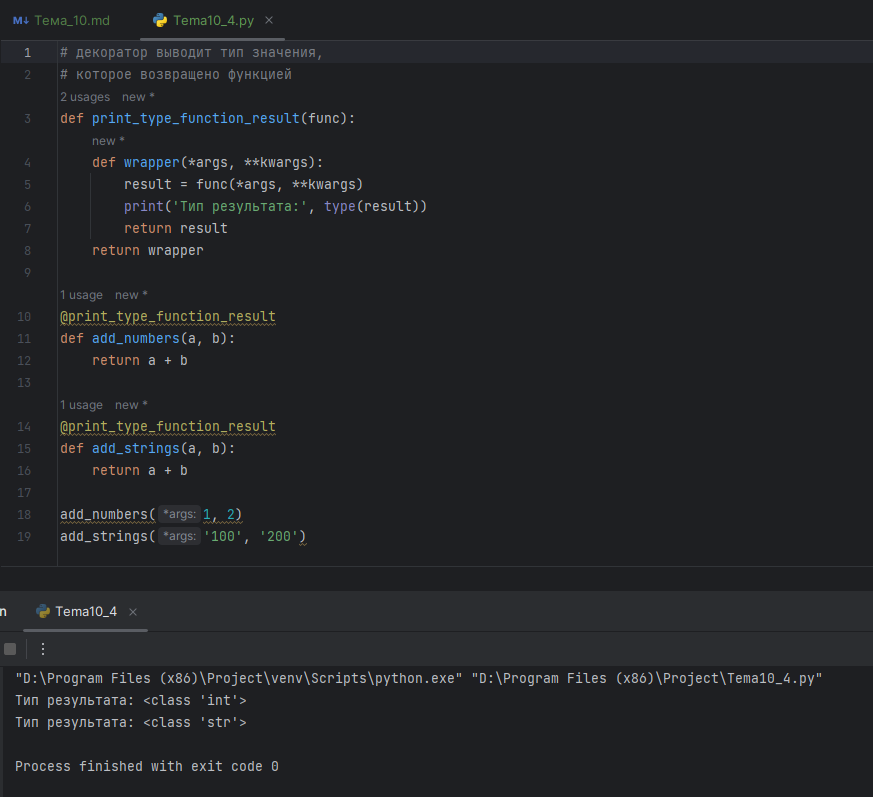 M↓ Тема_10.md Tema10_4.py ×
1 # декоратор выводит тип значения,
2 # которое возвращено функцией
2 usages new *
3 def print_type_function_result(func):
new *
4 def wrapper(*args, **kwargs):
5 result = func(*args, **kwargs)
6 print('Тип результата:', type(result))
7 return result
8 return wrapper
9
1 usage new *
10 @print_type_function_result
11 def add_numbers(a, b):
12 return a + b
13
1 usage new *
14 @print_type_function_result
15 def add_strings(a, b):
16 return a + b
17
18 add_numbers( *args: 1, 2)
19 add_strings( *args: '100', '200')
n Tema10_4 ×
"D:\Program Files (x86)\Project\venv\Scripts\python.exe" "D:\Program Files (x86)\Project\Tema10_4.py"
Тип результата: <class 'int'>
Тип результата: <class 'str'>
Process finished with exit code 0